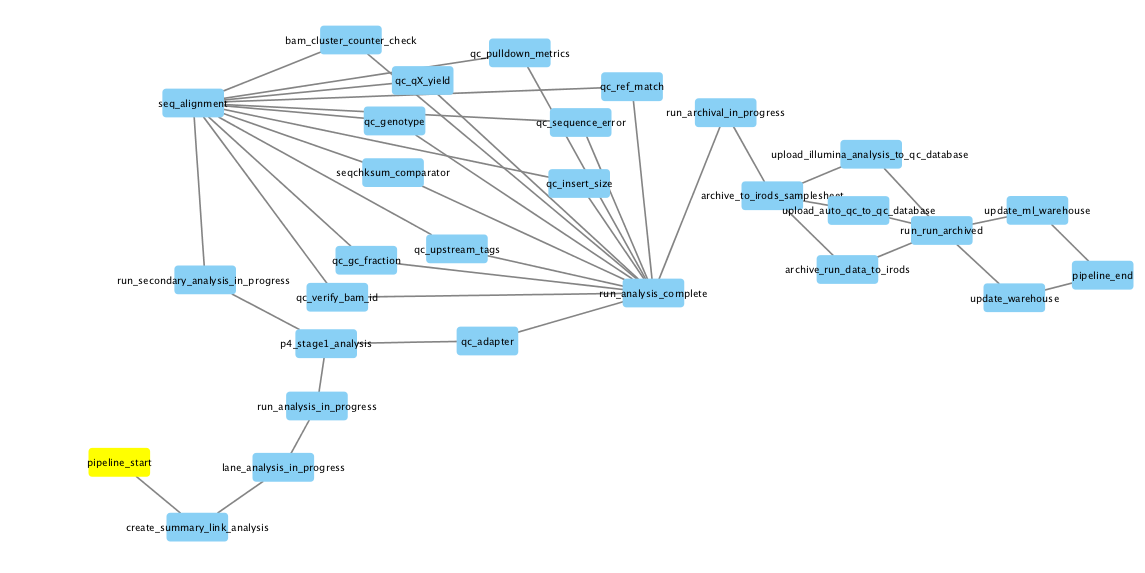 bam_cluster_counter_check
qc_pulldown_metrics
qc_qX_yield
qc_ref_match
seq_alignment
run_archival_in_progress
qc_genotype
qc_sequence_error
upload_illumina_analysis_to_qc_database
seqchksum_comparator
qc_insert_size
archive_to_irods_samplesheet
upload_auto_qc_to_qc_database
update_ml_warehouse
run_run_archived
qc_upstream_tags
qc_gc_fraction
archive_run_data_to_irods
pipeline_end
run_secondary_analysis_in_progress
run_analysis_complete
qc_verify_bam_id
update_warehouse
p4_stage1_analysis
qc_adapter
run_analysis_in_progress
pipeline_start
lane_analysis_in_progress
create_summary_link_analysis